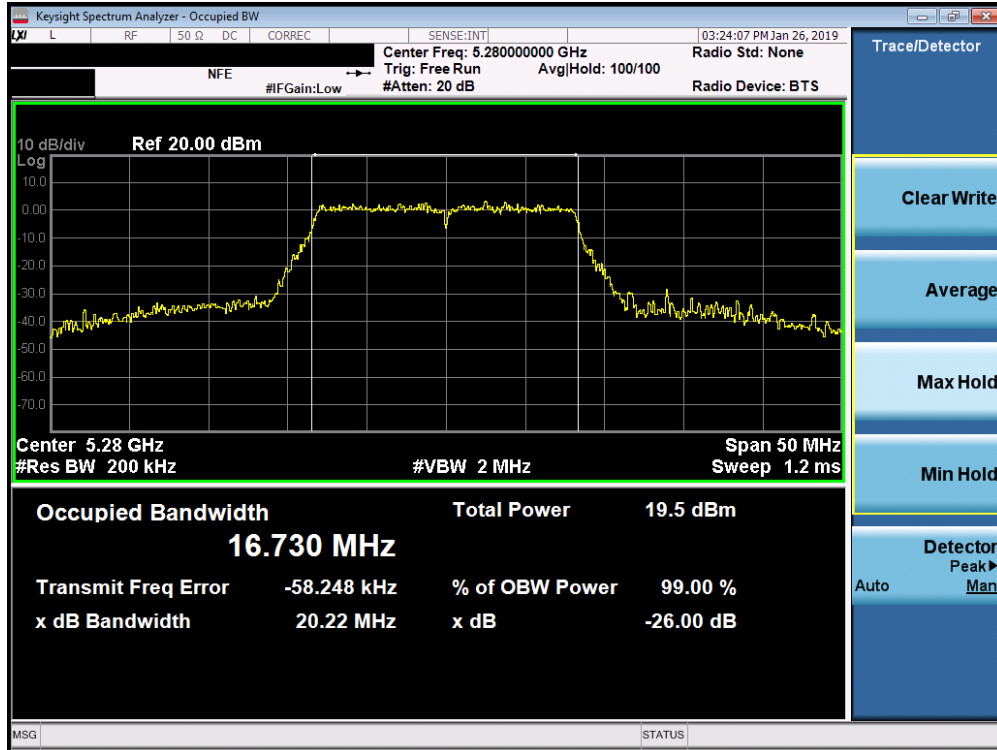 Keysight Spectrum Analyzer - Occupied BW
LXI L RF 50 Ω DC CORREC SENSE:INT 03:24:07 PM Jan 26, 2019
Center Freq: 5.280000000 GHz Radio Std: None
NFE Trig: Free Run Avg|Hold: 100/100
#IFGain:Low #Atten: 20 dB Radio Device: BTS
Trace/Detector
10 dB/div Ref 20.00 dBm
Log
10.0
0.00
-10.0
-20.0
-30.0
-40.0
-50.0
-60.0
-70.0
Center 5.28 GHz Span 50 MHz
#Res BW 200 kHz #VBW 2 MHz Sweep 1.2 ms
Occupied Bandwidth Total Power 19.5 dBm
16.730 MHz
Transmit Freq Error -58.248 kHz % of OBW Power 99.00 %
x dB Bandwidth 20.22 MHz x dB -26.00 dB
Clear Write
Average
Max Hold
Min Hold
Detector
Peak▶
Auto Man
MSG STATUS